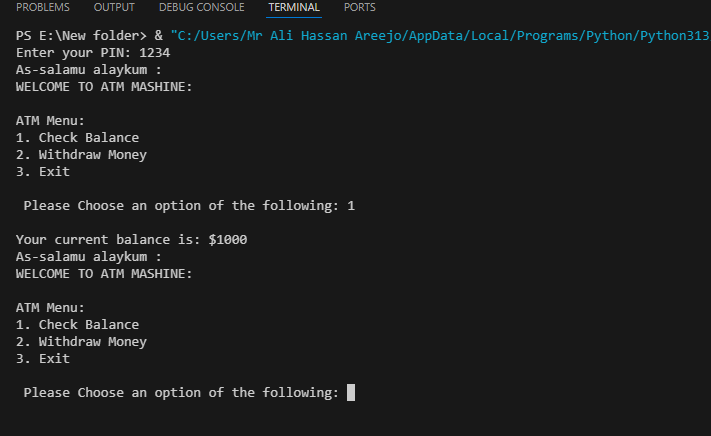 PROBLEMS OUTPUT DEBUG CONSOLE TERMINAL PORTS
PS E:\New folder> & "C:/Users/Mr Ali Hassan Areejo/AppData/Local/Programs/Python/Python313
Enter your PIN: 1234
As-salamu alaykum :
WELCOME TO ATM MASHINE:
ATM Menu:
1. Check Balance
2. Withdraw Money
3. Exit
Please Choose an option of the following: 1
Your current balance is: $1000
As-salamu alaykum :
WELCOME TO ATM MASHINE:
ATM Menu:
1. Check Balance
2. Withdraw Money
3. Exit
Please Choose an option of the following: